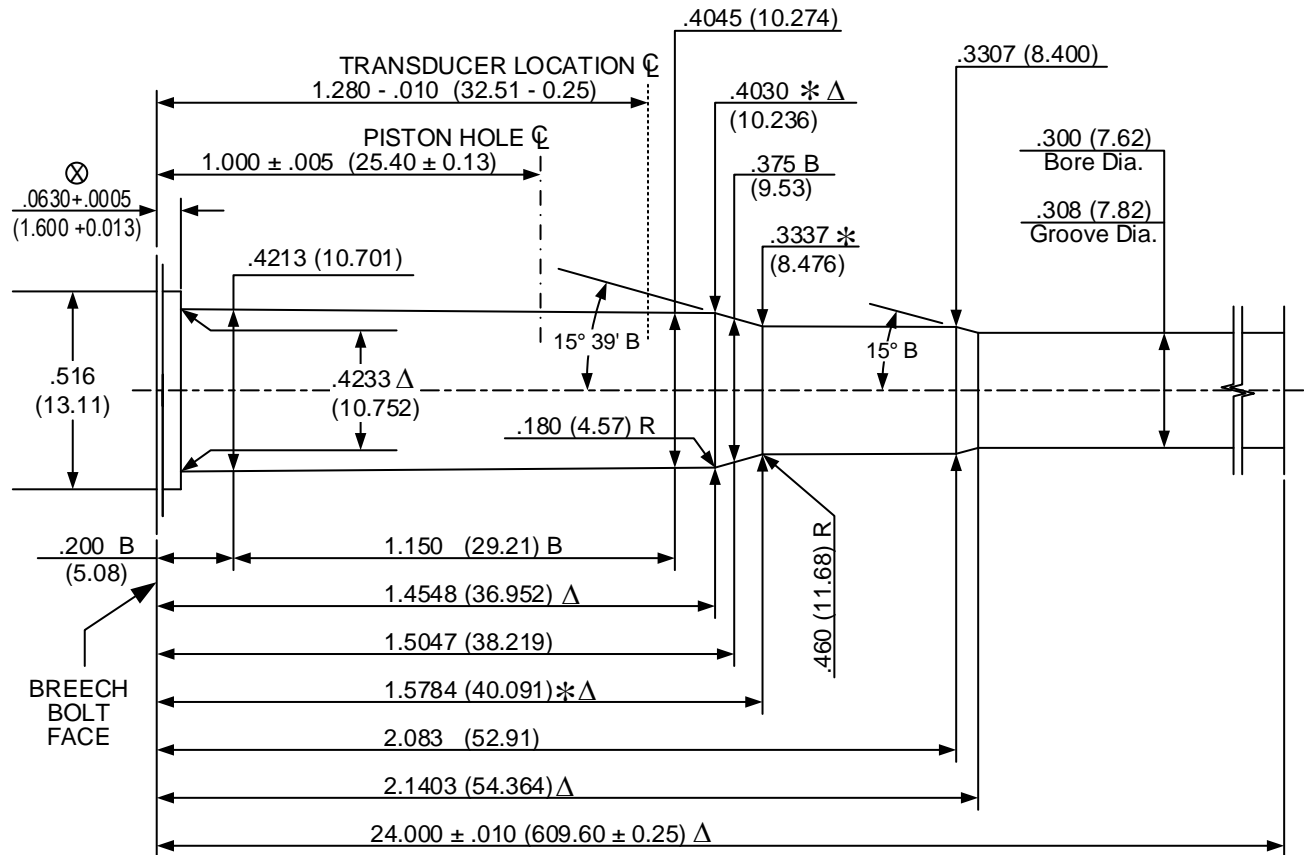 .4045 (10.274)
TRANSDUCER LOCATION ℄
1.280 - .010 (32.51 - 0.25)
.3307 (8.400)
.4030 ✻ Δ
(10.236)
PISTON HOLE ℄
1.000 ± .005 (25.40 ± 0.13)
.300 (7.62)
Bore Dia.
⊗
.0630+.0005
(1.600 +0.013)
.375 B
(9.53)
.308 (7.82)
Groove Dia.
.3337 ✻
(8.476)
.4213 (10.701)
15° 39' B
15° B
.516
(13.11)
.4233 Δ
(10.752)
.180 (4.57) R
.460 (11.68) R
.200 B
(5.08)
1.150 (29.21) B
1.4548 (36.952) Δ
1.5047 (38.219)
BREECH
BOLT
FACE
1.5784 (40.091)✻Δ
2.083 (52.91)
2.1403 (54.364)Δ
24.000 ± .010 (609.60 ± 0.25) Δ